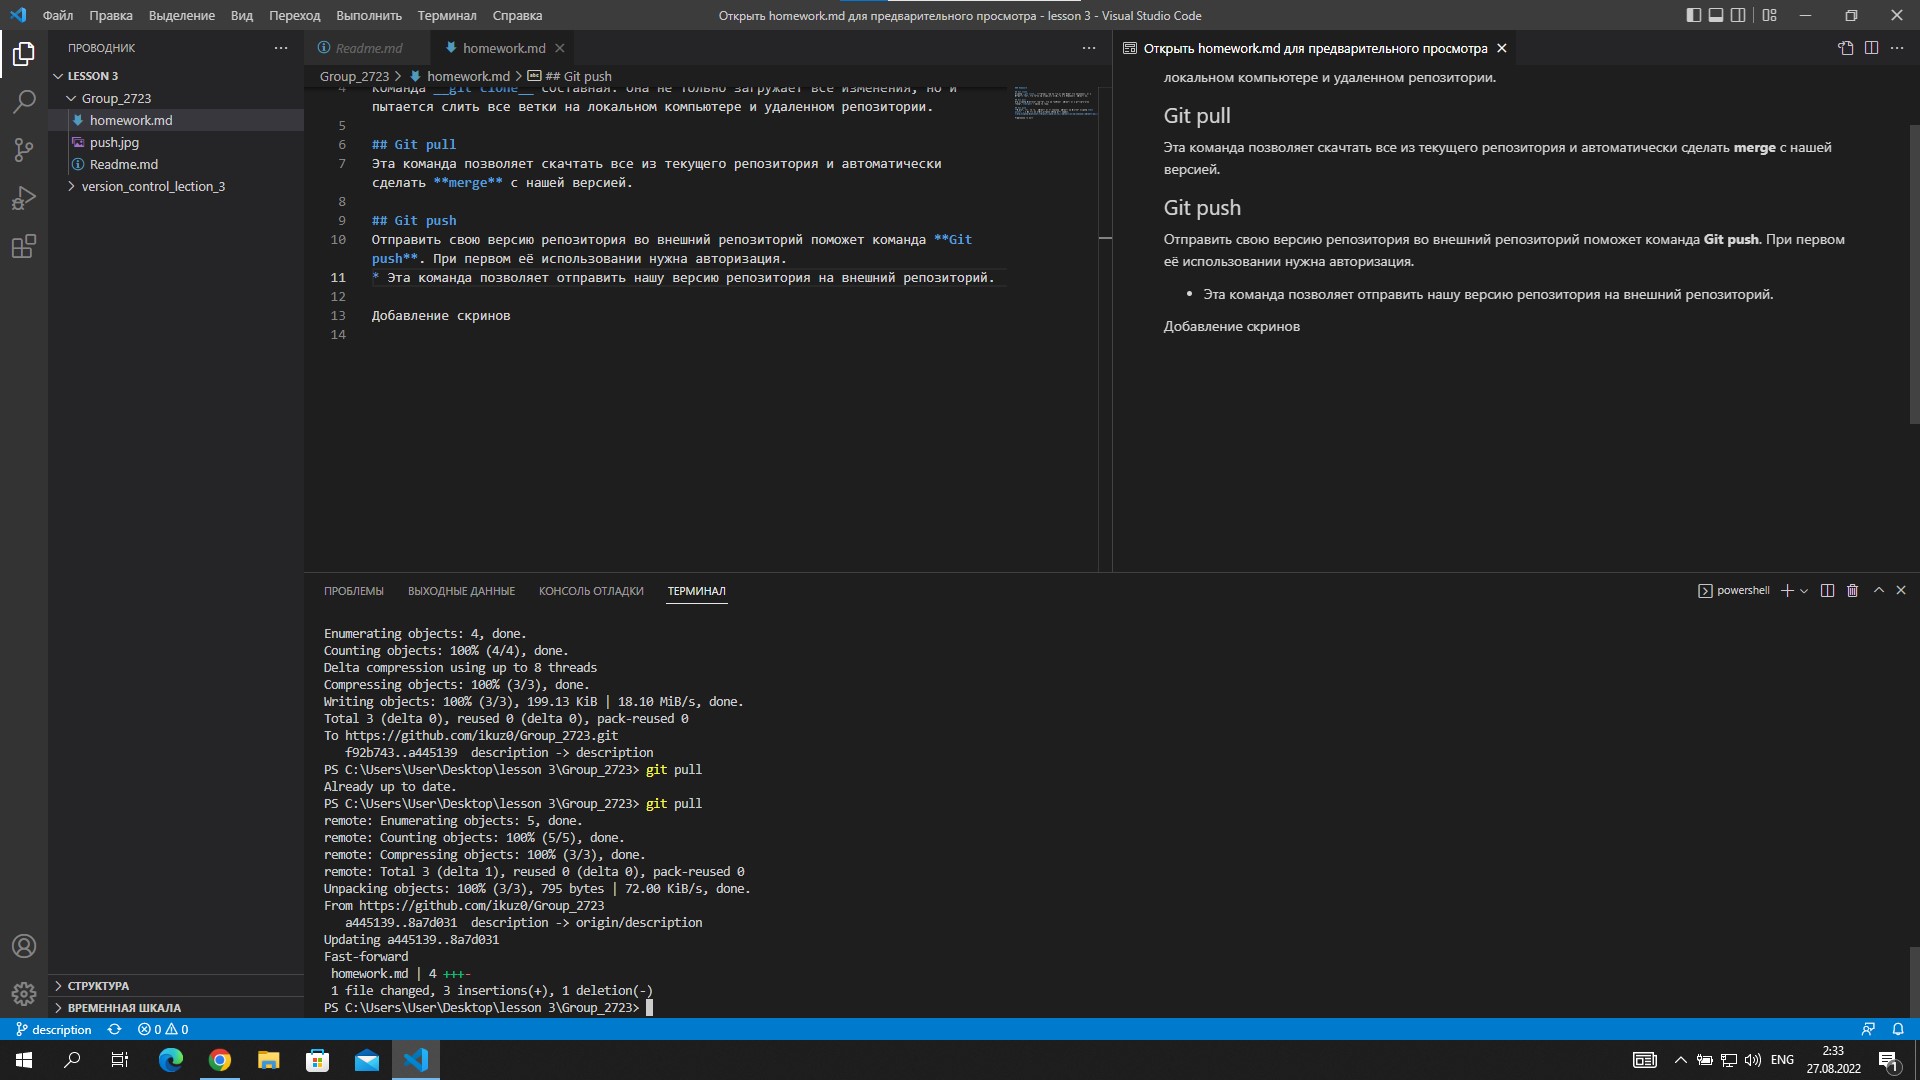 Файл Правка Выделение Вид Переход Выполнить Терминал Справка
Открыть homework.md для предварительного просмотра - lesson 3 - Visual Studio Code
ПРОВОДНИК
LESSON 3
Group_2723
homework.md
push.jpg
Readme.md
version_control_lection_3
СТРУКТУРА
ВРЕМЕННАЯ ШКАЛА
Readme.md
homework.md
Group_2723 > homework.md > ## Git push
4 Команда __git clone__ составная: она не только загружает все изменения, но и
пытается слить все ветки на локальном компьютере и удаленном репозитории.
5
6 ## Git pull
7 Эта команда позволяет скачать все из текущего репозитория и автоматически
сделать **merge** с нашей версией.
8
9 ## Git push
10 Отправить свою версию репозитория во внешний репозиторий поможет команда **Git
push**. При первом её использовании нужна авторизация.
11 * Эта команда позволяет отправить нашу версию репозитория на внешний репозиторий.
12
13 Добавление скринов
14
Открыть homework.md для предварительного просмотра
локальном компьютере и удаленном репозитории.
Git pull
Эта команда позволяет скачать все из текущего репозитория и автоматически сделать merge с нашей
версией.
Git push
Отправить свою версию репозитория во внешний репозиторий поможет команда Git push. При первом
её использовании нужна авторизация.
• Эта команда позволяет отправить нашу версию репозитория на внешний репозиторий.
Добавление скринов
ПРОБЛЕМЫ ВЫХОДНЫЕ ДАННЫЕ КОНСОЛЬ ОТЛАДКИ ТЕРМИНАЛ
powershell
Enumerating objects: 4, done.
Counting objects: 100% (4/4), done.
Delta compression using up to 8 threads
Compressing objects: 100% (3/3), done.
Writing objects: 100% (3/3), 199.13 KiB | 18.10 MiB/s, done.
Total 3 (delta 0), reused 0 (delta 0), pack-reused 0
To https://github.com/ikuz0/Group_2723.git
f92b743..a445139 description -> description
PS C:\Users\User\Desktop\lesson 3\Group_2723> git pull
Already up to date.
PS C:\Users\User\Desktop\lesson 3\Group_2723> git pull
remote: Enumerating objects: 5, done.
remote: Counting objects: 100% (5/5), done.
remote: Compressing objects: 100% (3/3), done.
remote: Total 3 (delta 1), reused 0 (delta 0), pack-reused 0
Unpacking objects: 100% (3/3), 795 bytes | 72.00 KiB/s, done.
From https://github.com/ikuz0/Group_2723
a445139..8a7d031 description -> origin/description
Updating a445139..8a7d031
Fast-forward
homework.md | 4 +++-
1 file changed, 3 insertions(+), 1 deletion(-)
PS C:\Users\User\Desktop\lesson 3\Group_2723>
description 0 0
ENG
2:33
27.08.2022
1